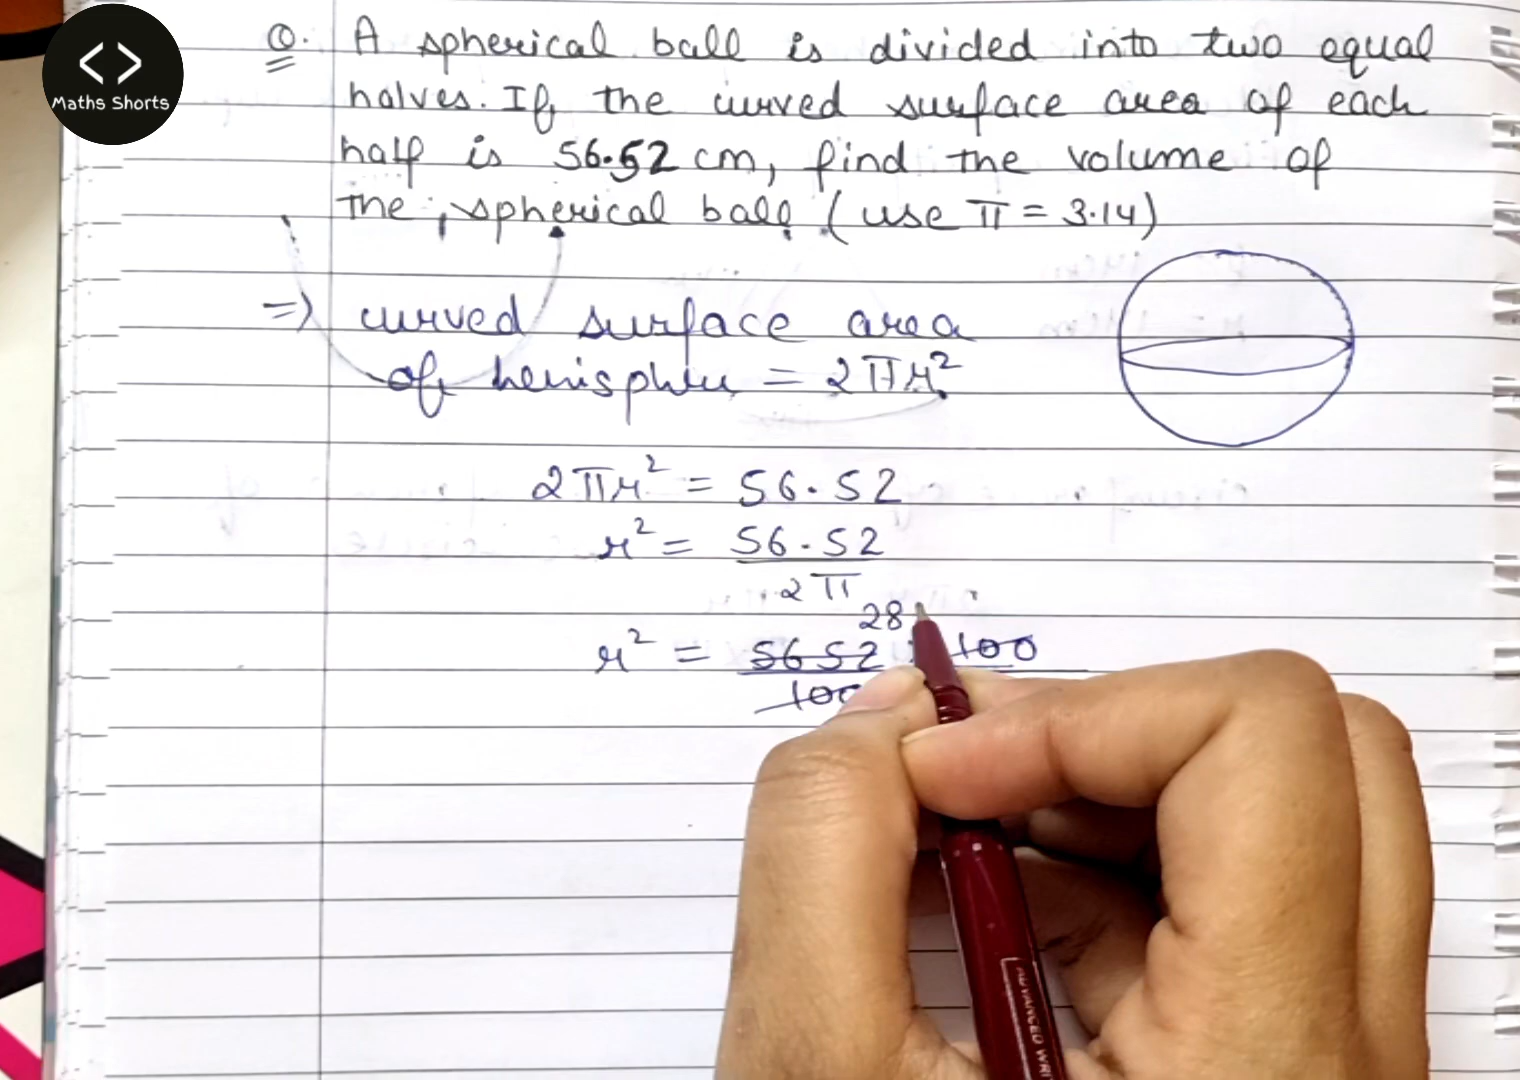 <>
Maths Shorts
Q. A spherical ball is divided into two equal
halves. If the curved surface area of each
half is 56.52 cm, find the volume of
the spherical ball (use π = 3.14)
=> curved surface area
of hemisphere = 2πr²
2πr² = 56.52
r² = 56.52
2π
28
r² = 5652 100
100
ADVANCED WRI